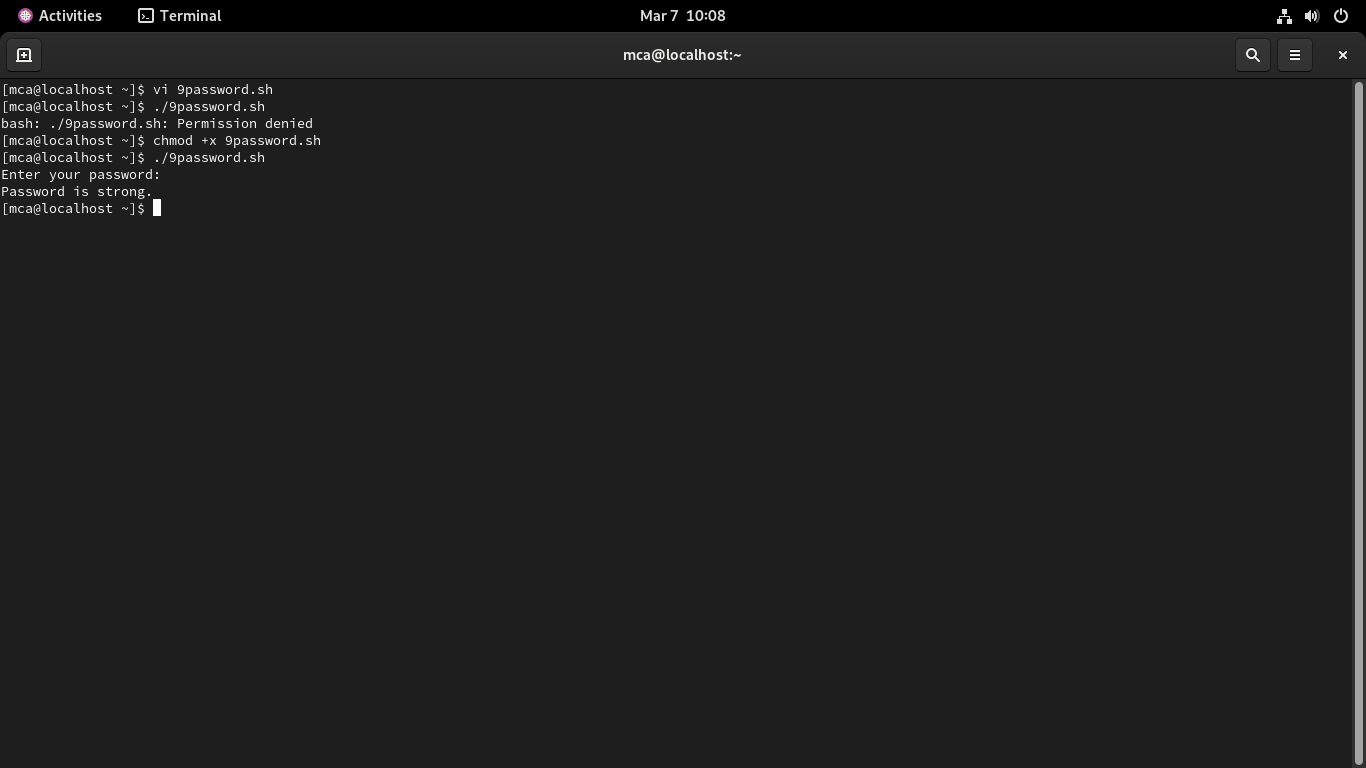 Activities Terminal Mar 7 10:08
mca@localhost:~
[mca@localhost ~]$ vi 9password.sh
[mca@localhost ~]$ ./9password.sh
bash: ./9password.sh: Permission denied
[mca@localhost ~]$ chmod +x 9password.sh
[mca@localhost ~]$ ./9password.sh
Enter your password:
Password is strong.
[mca@localhost ~]$